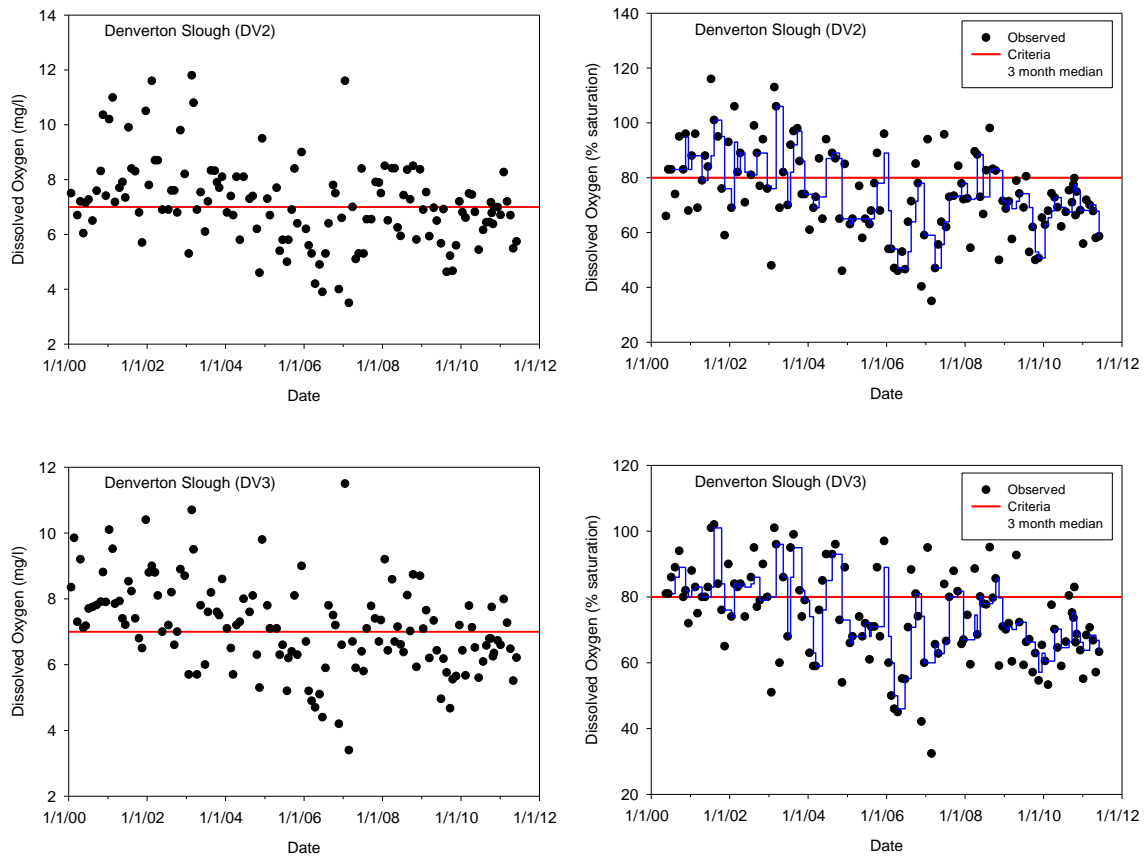 Denverton Slough (DV2)
Dissolved Oxygen (mg/l)
14
12
10
8
6
4
2
1/1/00 1/1/02 1/1/04 1/1/06 1/1/08 1/1/10 1/1/12
Date
Denverton Slough (DV2)
Observed
Criteria
3 month median
Dissolved Oxygen (% saturation)
140
120
100
80
60
40
20
1/1/00 1/1/02 1/1/04 1/1/06 1/1/08 1/1/10 1/1/12
Date
Denverton Slough (DV3)
Dissolved Oxygen (mg/l)
12
10
8
6
4
2
1/1/00 1/1/02 1/1/04 1/1/06 1/1/08 1/1/10 1/1/12
Date
Denverton Slough (DV3)
Observed
Criteria
3 month median
Dissolved Oxygen (% saturation)
120
100
80
60
40
20
1/1/00 1/1/02 1/1/04 1/1/06 1/1/08 1/1/10 1/1/12
Date